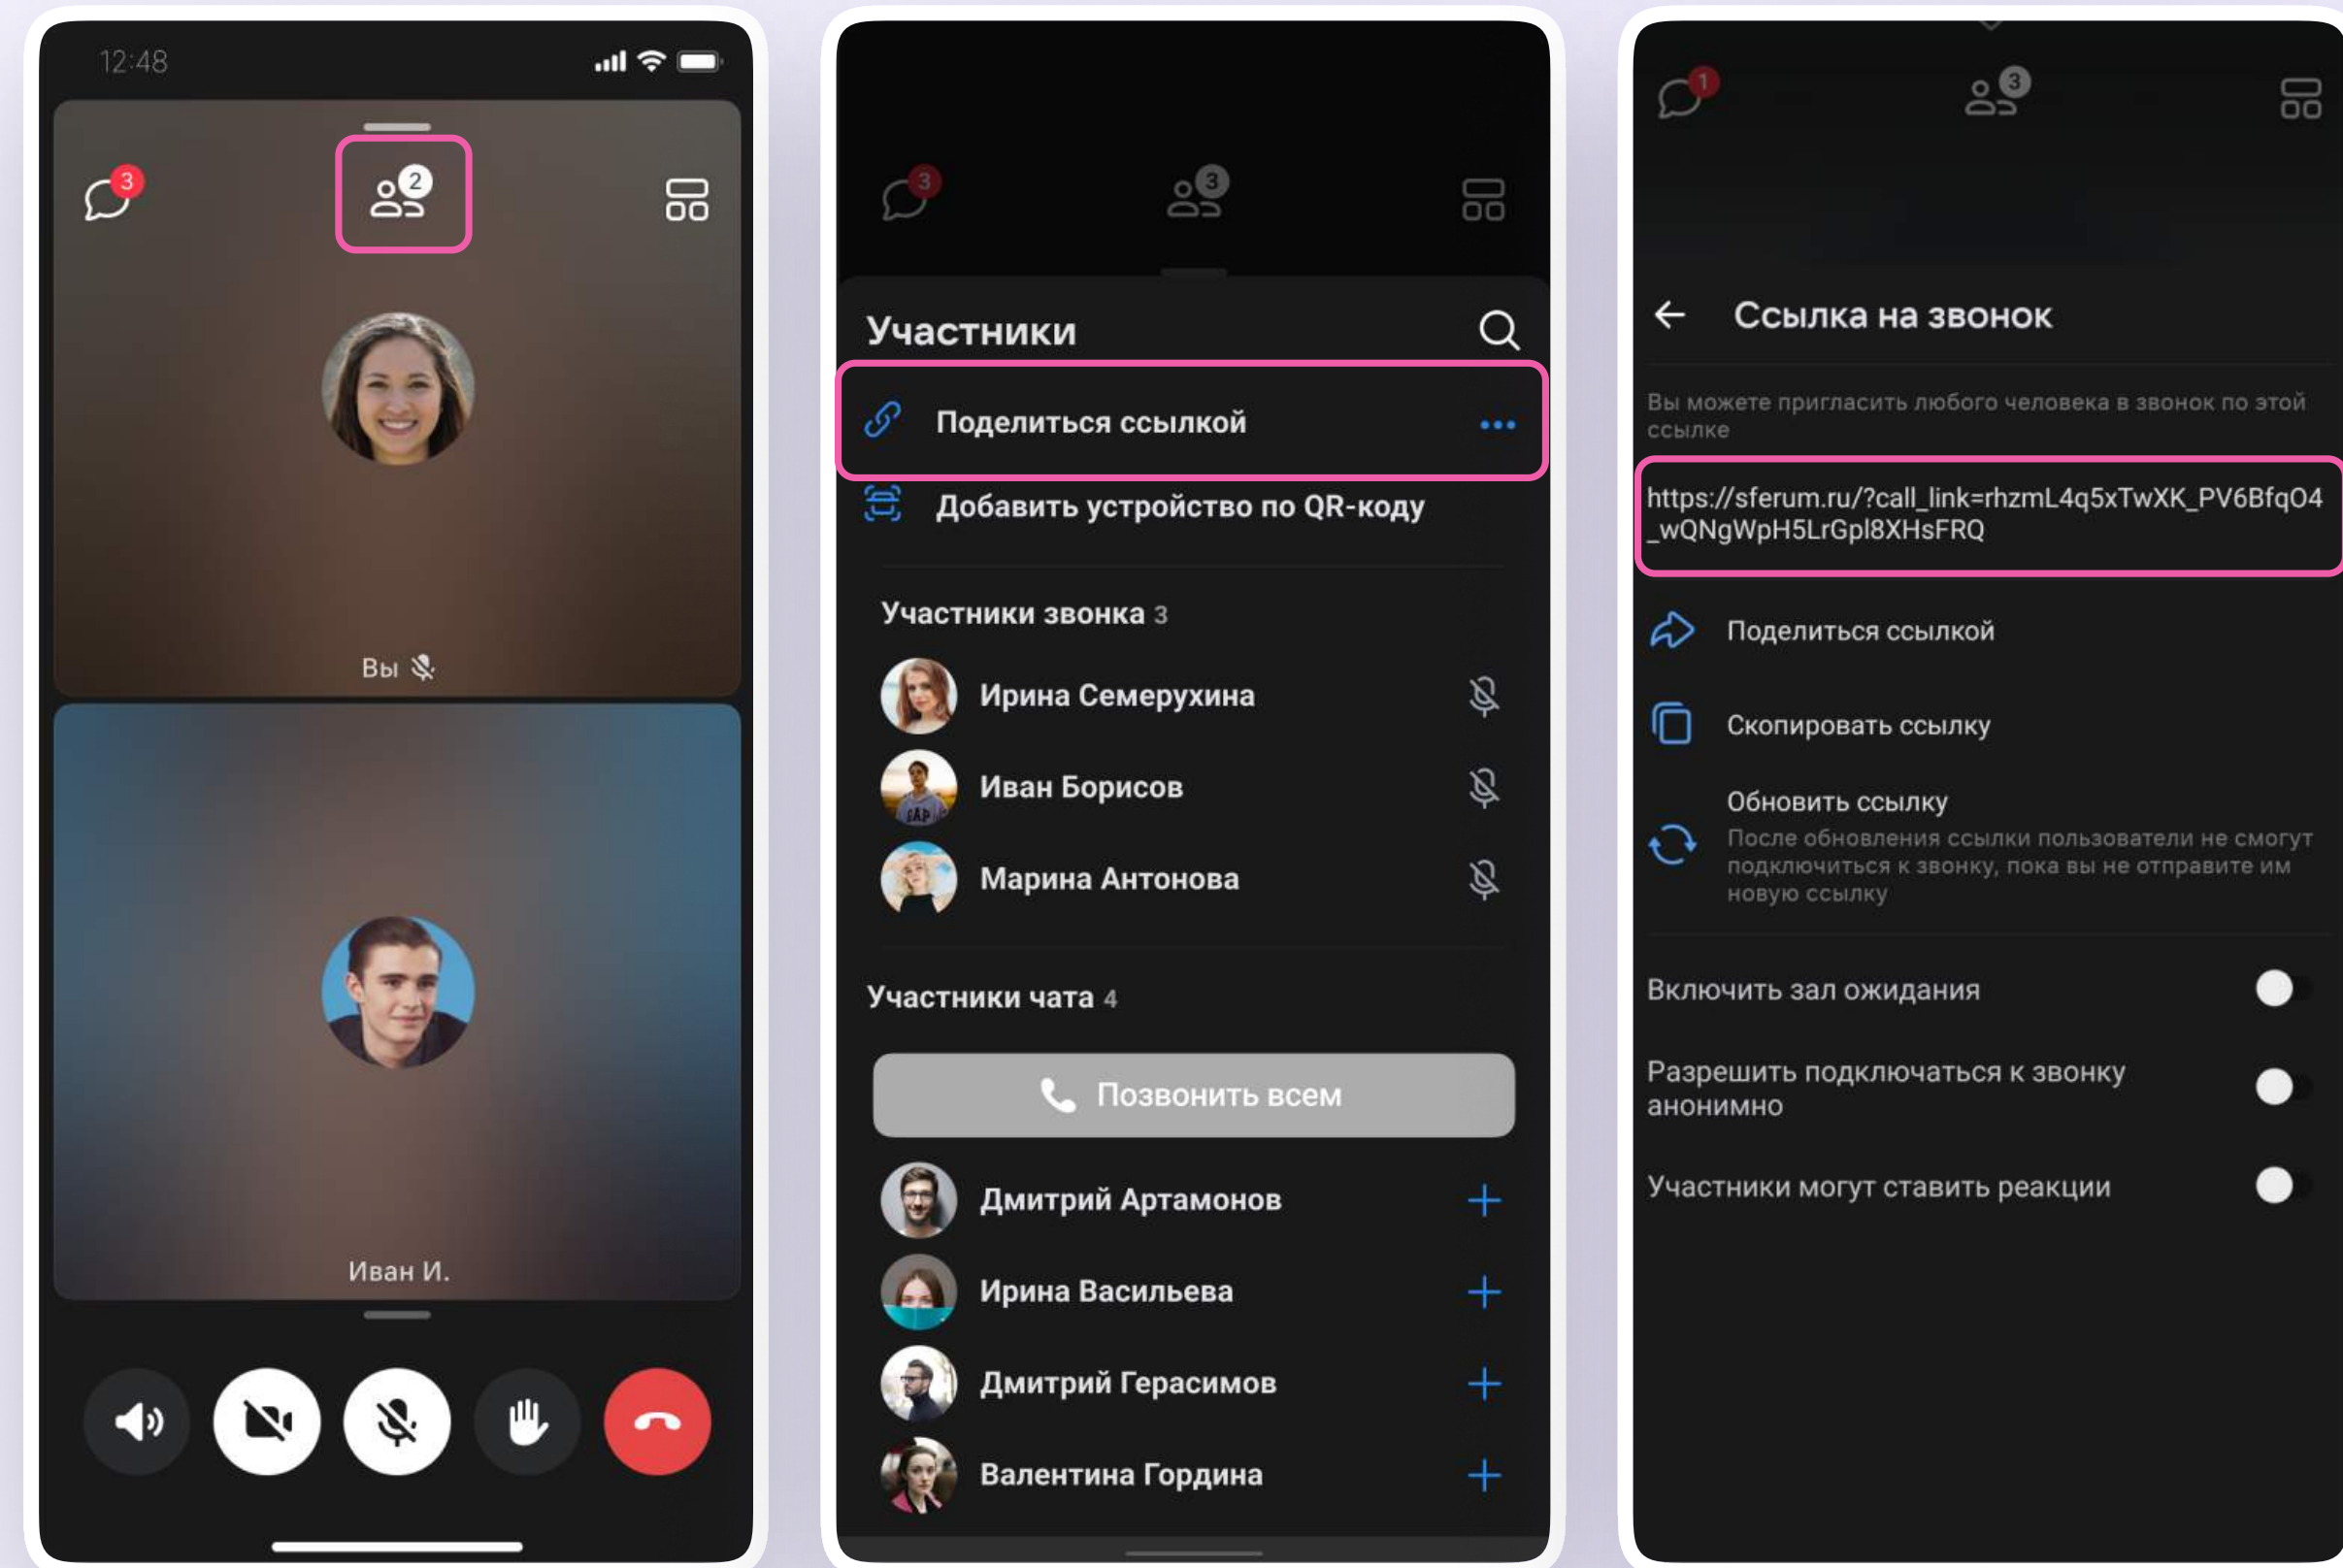 12:48
3
2
Вы
Иван И.
3
3
Участники
Поделиться ссылкой
Добавить устройство по QR-коду
Участники звонка 3
Ирина Семерухина
Иван Борисов
GAP
Марина Антонова
Участники чата 4
Позвонить всем
Дмитрий Артамонов
Ирина Васильева
Дмитрий Герасимов
Валентина Гордина
1
3
Ссылка на звонок
Вы можете пригласить любого человека в звонок по этой
ссылке
https://sferum.ru/?call_link=rhzmL4q5xTwXK_PV6BfqO4
_wQNgWpH5LrGpl8XHsFRQ
Поделиться ссылкой
Скопировать ссылку
Обновить ссылку
После обновления ссылки пользователи не смогут
подключиться к звонку, пока вы не отправите им
новую ссылку
Включить зал ожидания
Разрешить подключаться к звонку
анонимно
Участники могут ставить реакции